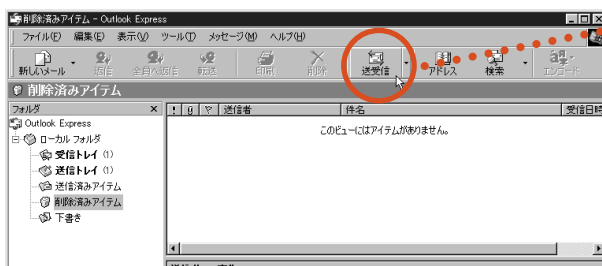 削除済みアイテム - Outlook Express
ファイル(F) 編集(E) 表示(V) ツール(T) メッセージ(M) ヘルプ(H)
新しいメール 返信 全員へ返信 転送 印刷 削除 送受信 アドレス 検索 エンコード
削除済みアイテム
フォルダ × ! 送信者 件名 受信日時
Outlook Express
このビューにはアイテムがありません。
ローカル フォルダ
受信トレイ (1)
送信トレイ (1)
送信済みアイテム
削除済みアイテム
下書き